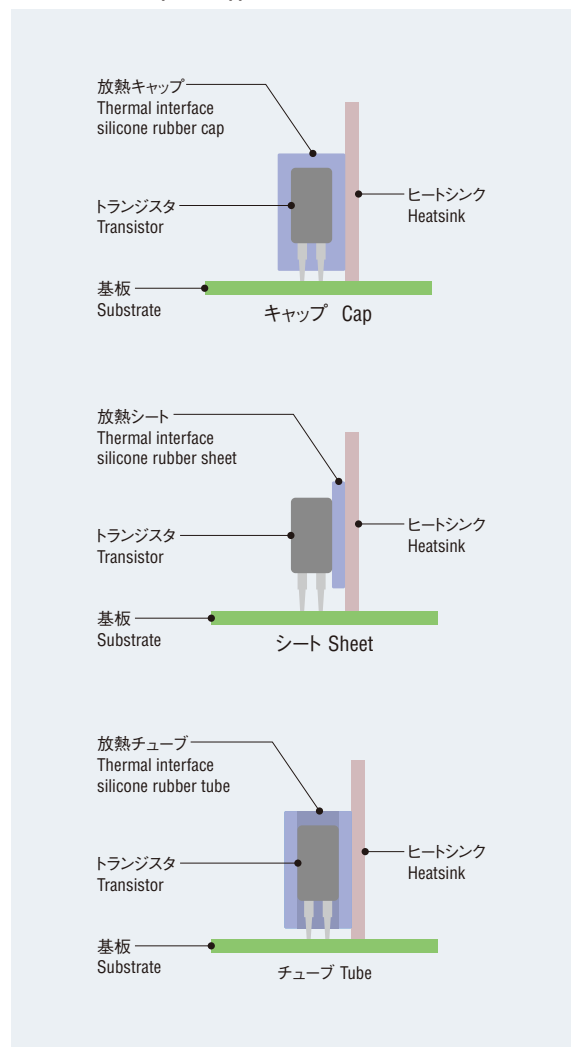 放熱キャップ
Thermal interface
silicone rubber cap
トランジスタ
Transistor
ヒートシンク
Heatsink
基板
Substrate
キャップ Cap
放熱シート
Thermal interface
silicone rubber sheet
トランジスタ
Transistor
ヒートシンク
Heatsink
基板
Substrate
シート Sheet
放熱チューブ
Thermal interface
silicone rubber tube
トランジスタ
Transistor
ヒートシンク
Heatsink
基板
Substrate
チューブ Tube